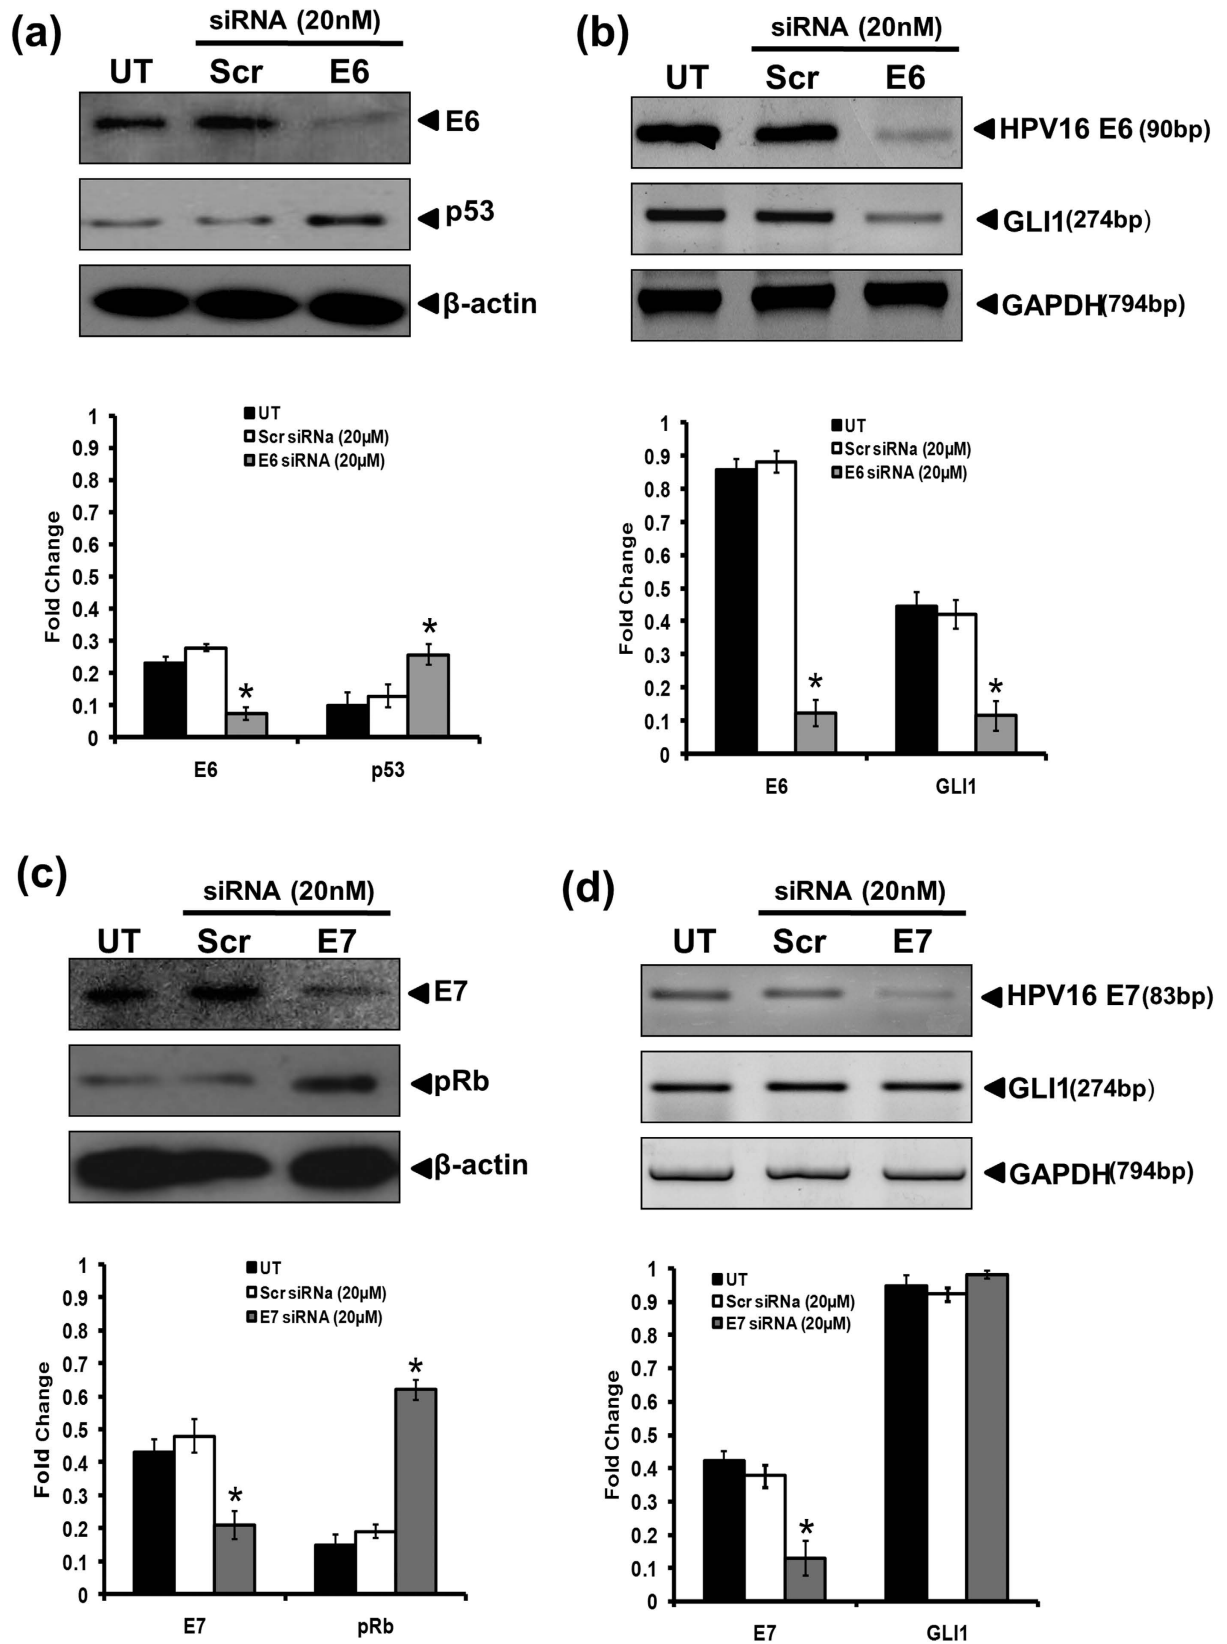 (a)
siRNA (20nM)
UT Scr E6
E6
p53
β-actin
UT
Scr siRNa (20µM)
E6 siRNA (20µM)
1
0.9
0.8
0.7
0.6
0.5
0.4
0.3
0.2
0.1
0
Fold Change
*
*
E6 p53
(b)
siRNA (20nM)
UT Scr E6
HPV16 E6 (90bp)
GLI1(274bp)
GAPDH(794bp)
UT
Scr siRNa (20µM)
E6 siRNA (20µM)
1
0.9
0.8
0.7
0.6
0.5
0.4
0.3
0.2
0.1
0
Fold Change
*
*
E6 GLI1
(c)
siRNA (20nM)
UT Scr E7
E7
pRb
β-actin
UT
Scr siRNa (20µM)
E7 siRNA (20µM)
1
0.9
0.8
0.7
0.6
0.5
0.4
0.3
0.2
0.1
0
Fold Change
*
*
E7 pRb
(d)
siRNA (20nM)
UT Scr E7
HPV16 E7(83bp)
GLI1(274bp)
GAPDH(794bp)
UT
Scr siRNa (20µM)
E7 siRNA (20µM)
1
0.9
0.8
0.7
0.6
0.5
0.4
0.3
0.2
0.1
0
Fold Change
*
E7 GLI1